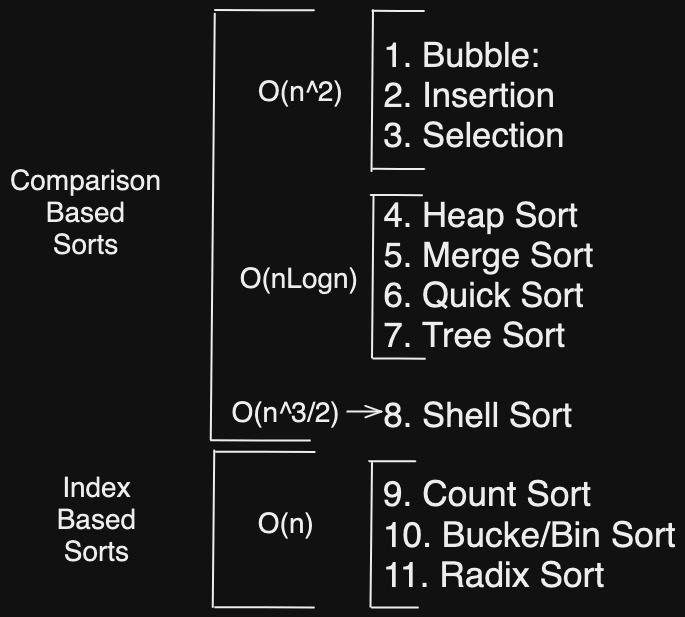 Comparison
Based
Sorts
O(n^2)
1. Bubble:
2. Insertion
3. Selection
O(nLogn)
4. Heap Sort
5. Merge Sort
6. Quick Sort
7. Tree Sort
O(n^3/2)
8. Shell Sort
Index
Based
Sorts
O(n)
9. Count Sort
10. Bucke/Bin Sort
11. Radix Sort